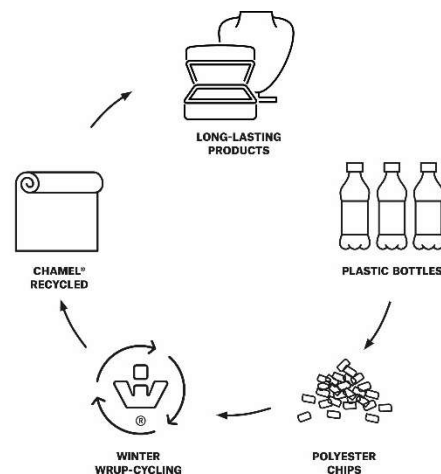 LONG-LASTING
PRODUCTS
PLASTIC BOTTLES
CHAMEL®
RECYCLED
®
WINTER
WRUP-CYCLING
POLYESTER
CHIPS